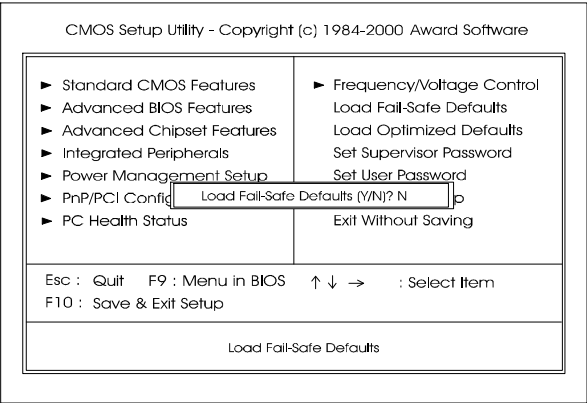 CMOS Setup Utility - Copyright (c) 1984-2000 Award Software
► Standard CMOS Features
► Advanced BIOS Features
► Advanced Chipset Features
► Integrated Peripherals
► Power Management Setup
► PnP/PCI Config
► PC Health Status
► Frequency/Voltage Control
Load Fail-Safe Defaults
Load Optimized Defaults
Set Supervisor Password
Set User Password
p
Exit Without Saving
Load Fail-Safe Defaults (Y/N)? N
Esc : Quit F9 : Menu in BIOS ↑ ↓ → : Select Item
F10 : Save & Exit Setup
Load Fail-Safe Defaults